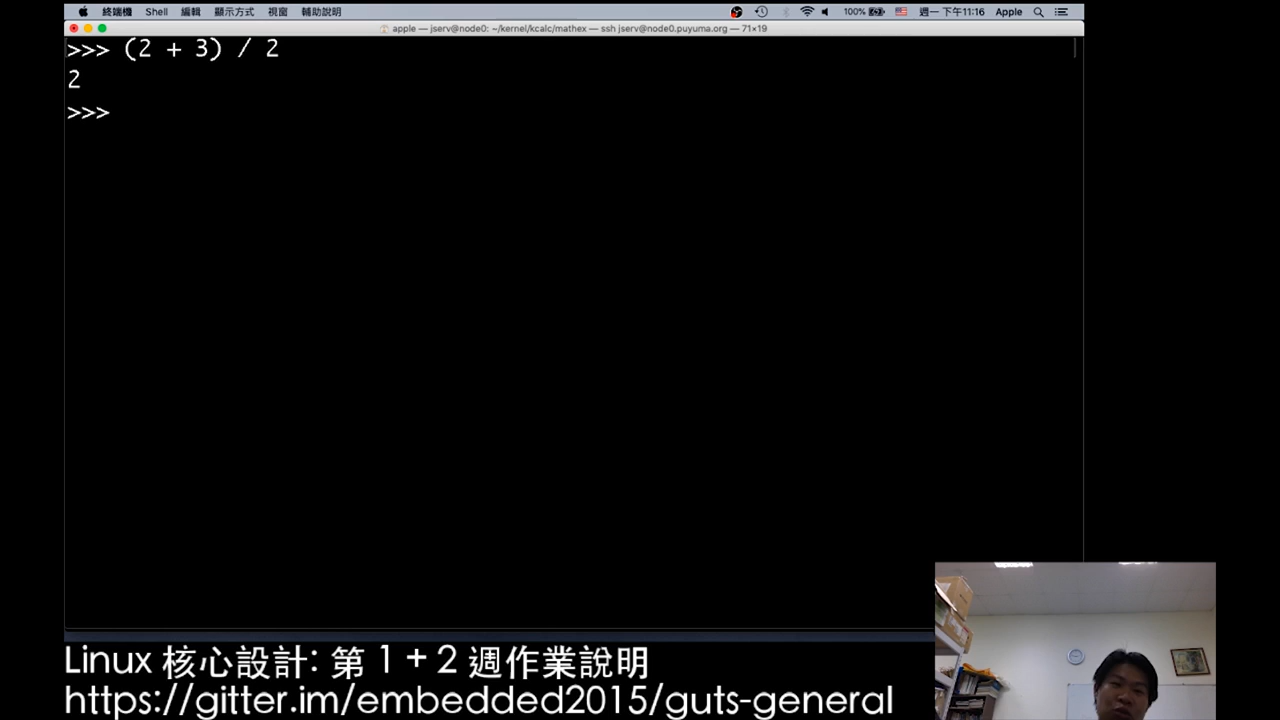 終端機 Shell 編輯 顯示方式 視窗 輔助說明 100% 週一 下午11:16 Apple
apple — jserv@node0: ~/kernel/kcalc/mathex — ssh jserv@node0.puyuma.org — 71×19
>>> (2 + 3) / 2
2
>>>
Linux 核心設計: 第 1 + 2 週作業說明
https://gitter.im/embedded2015/guts-general